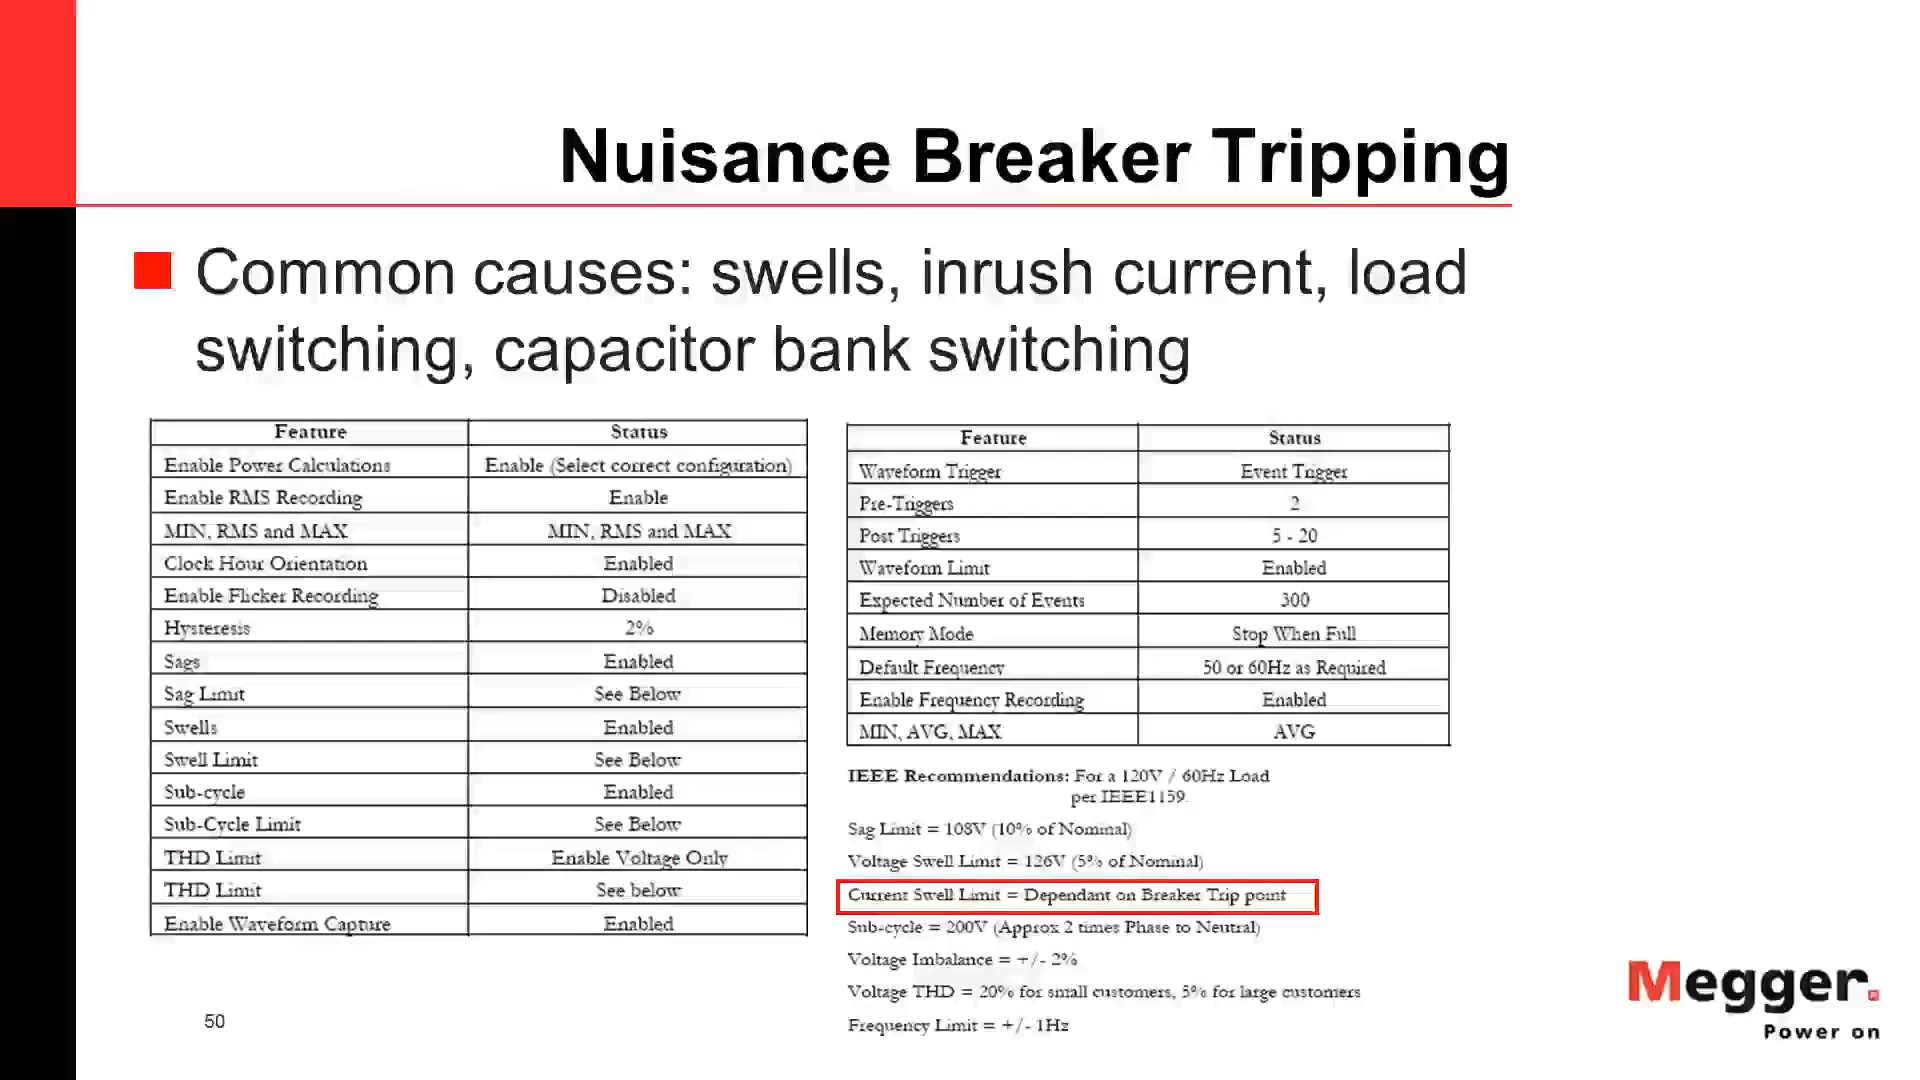 Nuisance Breaker Tripping
Common causes: swells, inrush current, load
switching, capacitor bank switching
Feature Status
Enable Power Calculations Enable (Select correct configuration)
Enable RMS Recording Enable
MIN, RMS and MAX MIN, RMS and MAX
Clock Hour Orientation Enabled
Enable Flicker Recording Disabled
Hysteresis 2%
Sags Enabled
Sag Limit See Below
Swells Enabled
Swell Limit See Below
Sub-cycle Enabled
Sub-Cycle Limit See Below
THD Limit Enable Voltage Only
THD Limit See below
Enable Waveform Capture Enabled
Feature Status
Waveform Trigger Event Trigger
Pre-Triggers 2
Post Triggers 5 - 20
Waveform Limit Enabled
Expected Number of Events 300
Memory Mode Stop When Full
Default Frequency 50 or 60Hz as Required
Enable Frequency Recording Enabled
MIN, AVG, MAX AVG
IEEE Recommendations: For a 120V / 60Hz Load
per IEEE1159.
Sag Limit = 108V (10% of Nominal)
Voltage Swell Limit = 126V (5% of Nominal)
Current Swell Limit = Dependant on Breaker Trip point
Sub-cycle = 200V (Approx 2 times Phase to Neutral)
Voltage Imbalance = +/- 2%
Voltage THD = 20% for small customers, 5% for large customers
Frequency Limit = +/- 1Hz
50
Megger.
Power on